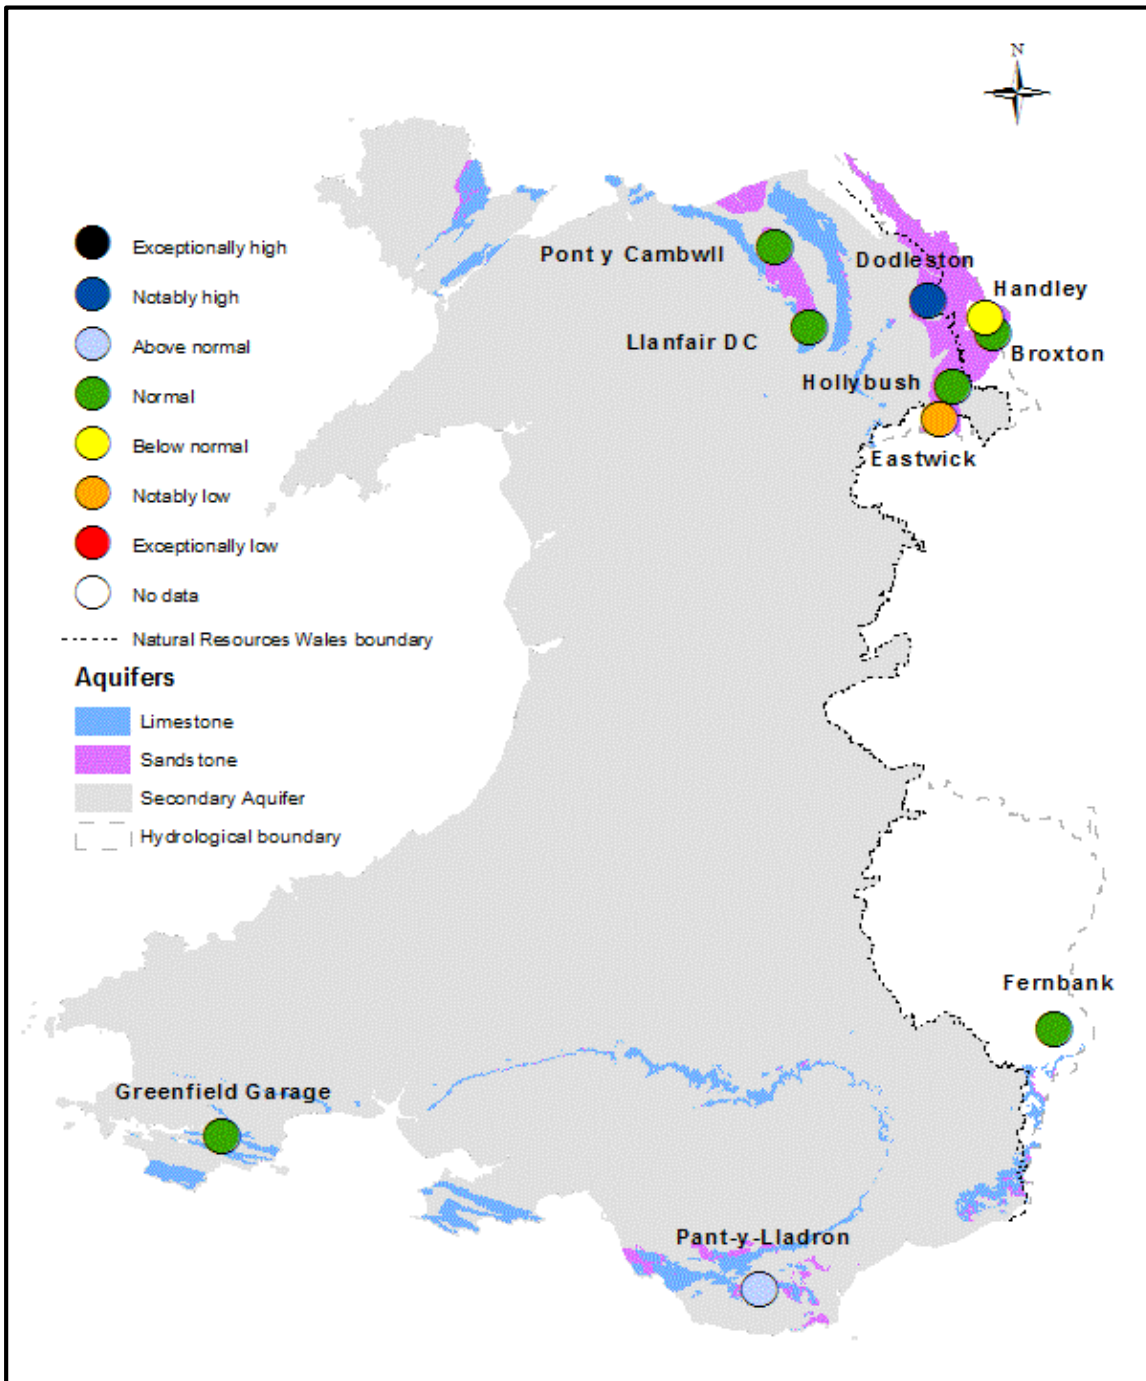 N
Pont y Cambwll
Dodleston
Handley
Llanfair DC
Broxton
Hollybush
Eastwick
Exceptionally high
Notably high
Above normal
Normal
Below normal
Notably low
Exceptionally low
No data
Natural Resources Wales boundary
Aquifers
Limestone
Sandstone
Secondary Aquifer
Hydrological boundary
Fernbank
Greenfield Garage
Pant-y-Lladron